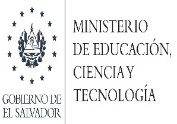 MINISTERIO
DE EDUCACIÓN,
CIENCIA Y
TECNOLOGÍA
GOBIERNO DE
EL SALVADOR